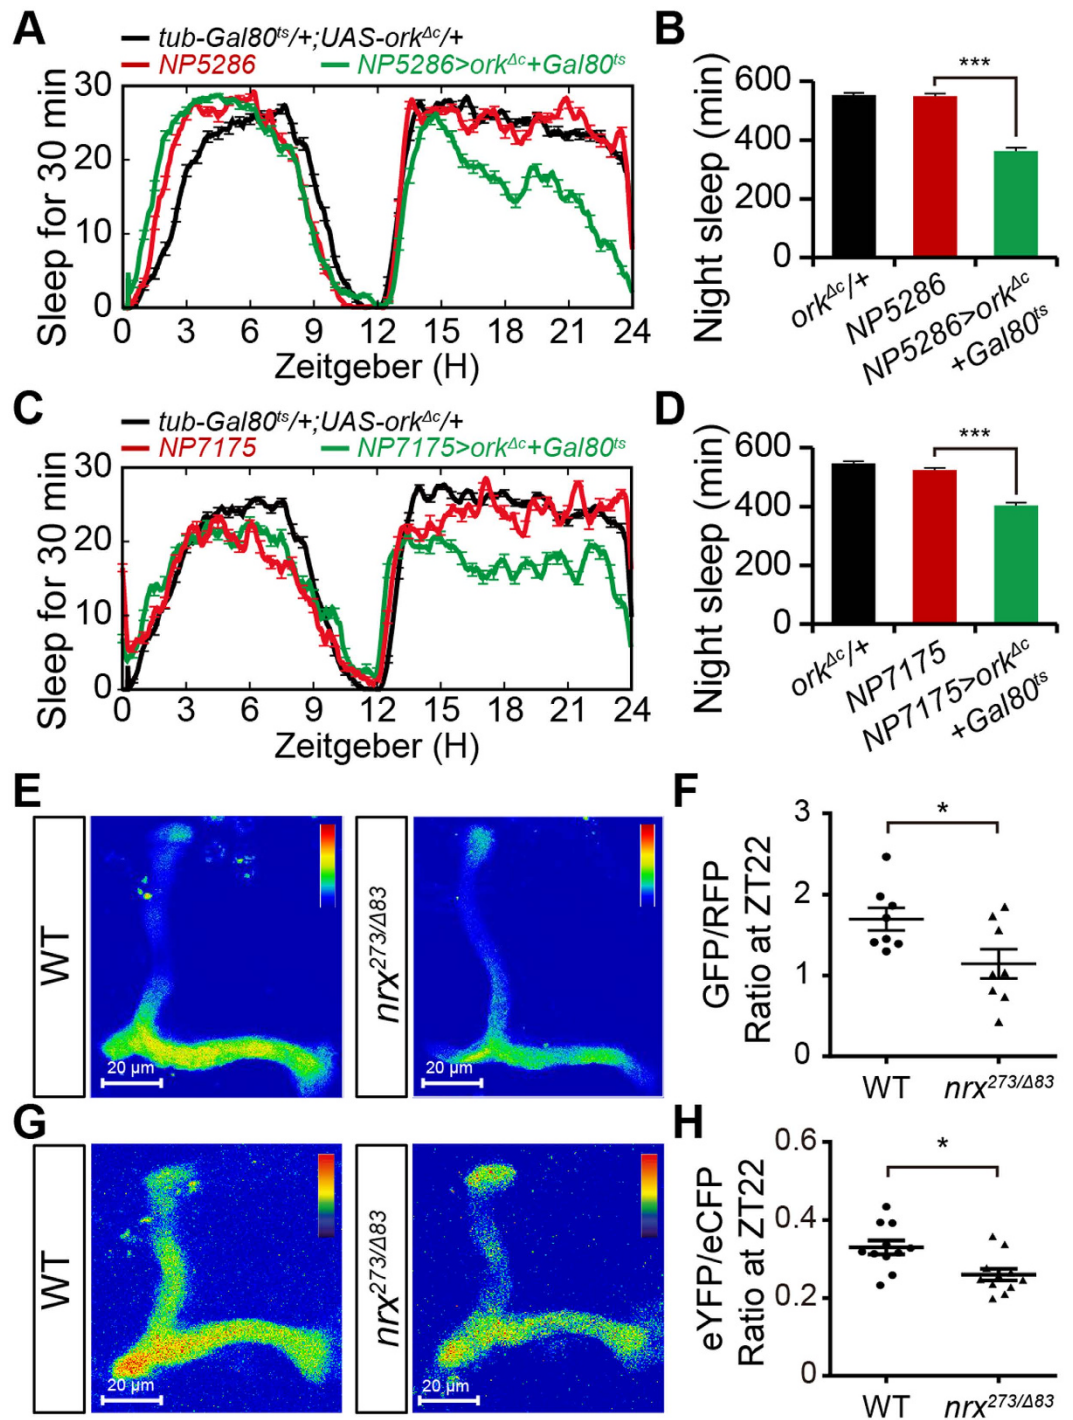 A
tub-Gal80ts/+;UAS-orkΔc/+
NP5286 NP5286>orkΔc+Gal80ts
Sleep for 30 min
30
20
10
0
0 3 6 9 12 15 18 21 24
Zeitgeber (H)
B
Night sleep (min)
600
400
200
0
***
orkΔc/+
NP5286
NP5286>orkΔc
+Gal80ts
C
tub-Gal80ts/+;UAS-orkΔc/+
NP7175 NP7175>orkΔc+Gal80ts
Sleep for 30 min
30
20
10
0
0 3 6 9 12 15 18 21 24
Zeitgeber (H)
D
Night sleep (min)
600
400
200
0
***
orkΔc/+
NP7175
NP7175>orkΔc
+Gal80ts
E
WT
20 µm
nrx273/Δ83
20 µm
F
GFP/RFP
Ratio at ZT22
3
2
1
0
*
WT nrx273/Δ83
G
WT
20 µm
nrx273/Δ83
20 µm
H
eYFP/eCFP
Ratio at ZT22
0.6
0.4
0.2
0
*
WT nrx273/Δ83